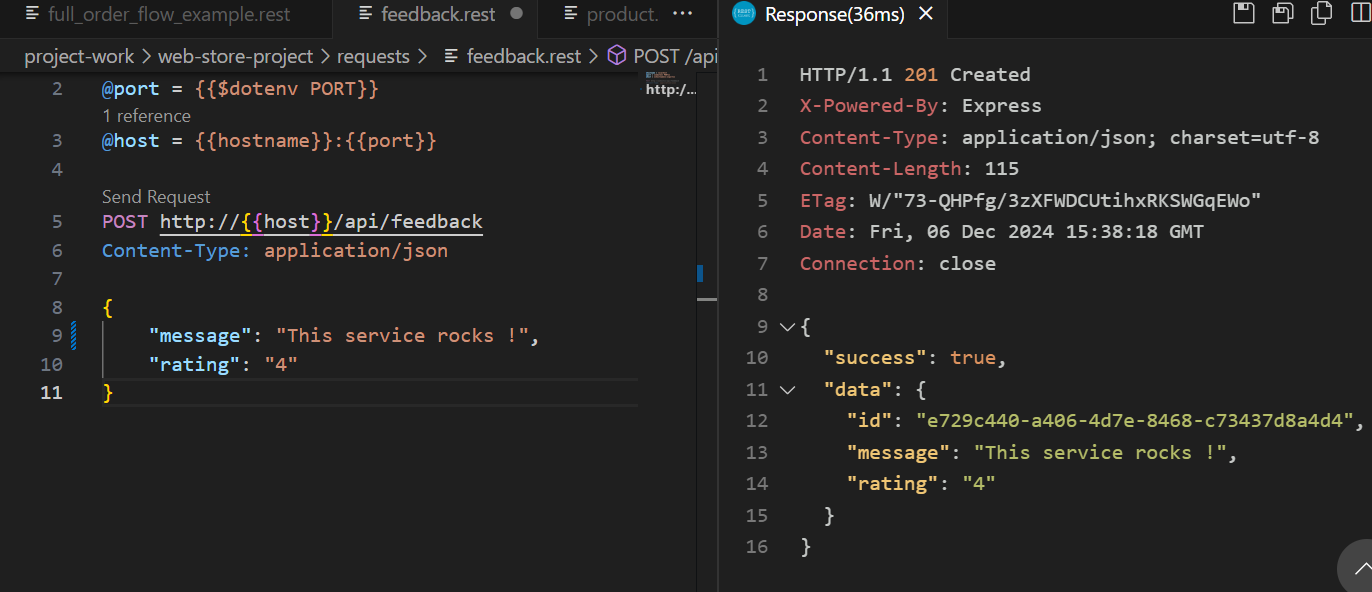 full_order_flow_example.rest
feedback.rest
product. ···
project-work > web-store-project > requests > feedback.rest > POST /api
2 @port = {{$dotenv PORT}}
1 reference
3 @host = {{hostname}}:{{port}}
4
Send Request
5 POST http://{{host}}/api/feedback
6 Content-Type: application/json
7
8 {
9 "message": "This service rocks !",
10 "rating": "4"
11 }
http:/...
Response(36ms)
1 HTTP/1.1 201 Created
2 X-Powered-By: Express
3 Content-Type: application/json; charset=utf-8
4 Content-Length: 115
5 ETag: W/"73-QHPfg/3zXFWDCUtihxRKSWGqEWo"
6 Date: Fri, 06 Dec 2024 15:38:18 GMT
7 Connection: close
8
9 {
10 "success": true,
11 "data": {
12 "id": "e729c440-a406-4d7e-8468-c73437d8a4d4",
13 "message": "This service rocks !",
14 "rating": "4"
15 }
16 }